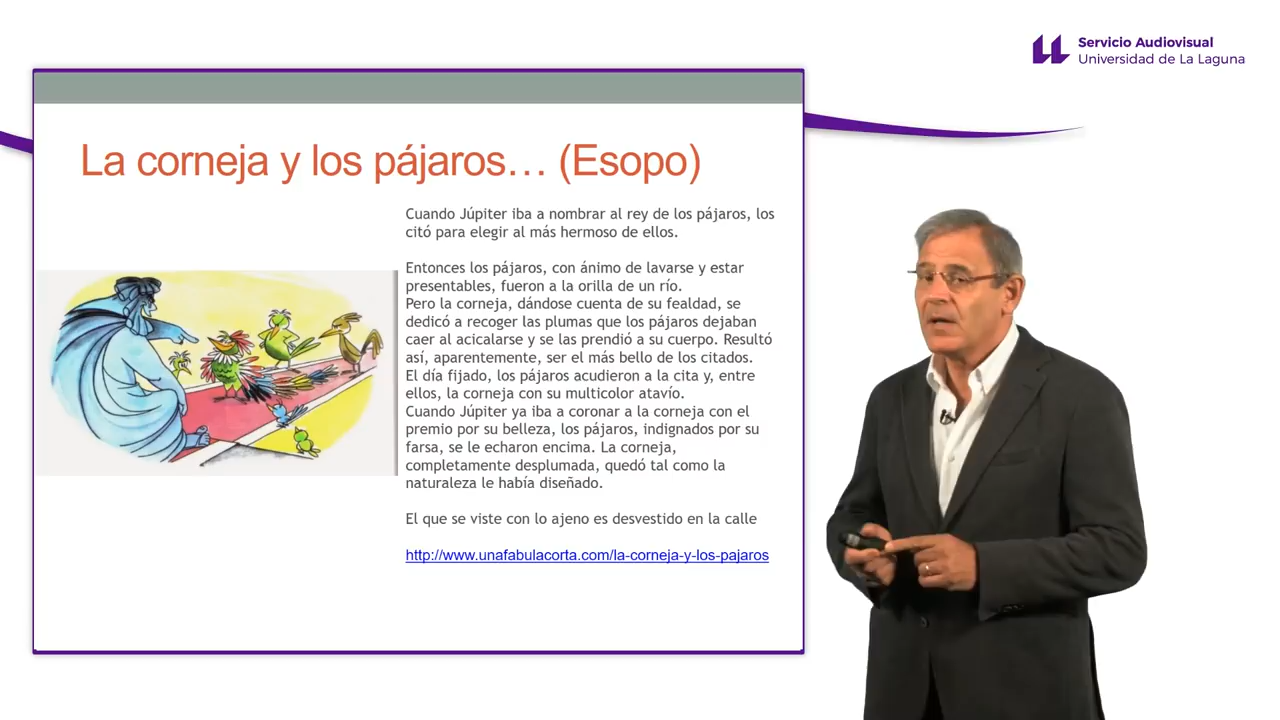 Servicio Audiovisual
Universidad de La Laguna
La corneja y los pájaros… (Esopo)
Cuando Júpiter iba a nombrar al rey de los pájaros, los
citó para elegir al más hermoso de ellos.
Entonces los pájaros, con ánimo de lavarse y estar
presentables, fueron a la orilla de un río.
Pero la corneja, dándose cuenta de su fealdad, se
dedicó a recoger las plumas que los pájaros dejaban
caer al acicalarse y se las prendió a su cuerpo. Resultó
así, aparentemente, ser el más bello de los citados.
El día fijado, los pájaros acudieron a la cita y, entre
ellos, la corneja con su multicolor atavío.
Cuando Júpiter ya iba a coronar a la corneja con el
premio por su belleza, los pájaros, indignados por su
farsa, se le echaron encima. La corneja,
completamente desplumada, quedó tal como la
naturaleza le había diseñado.
El que se viste con lo ajeno es desvestido en la calle
http://www.unafabulacorta.com/la-corneja-y-los-pajaros